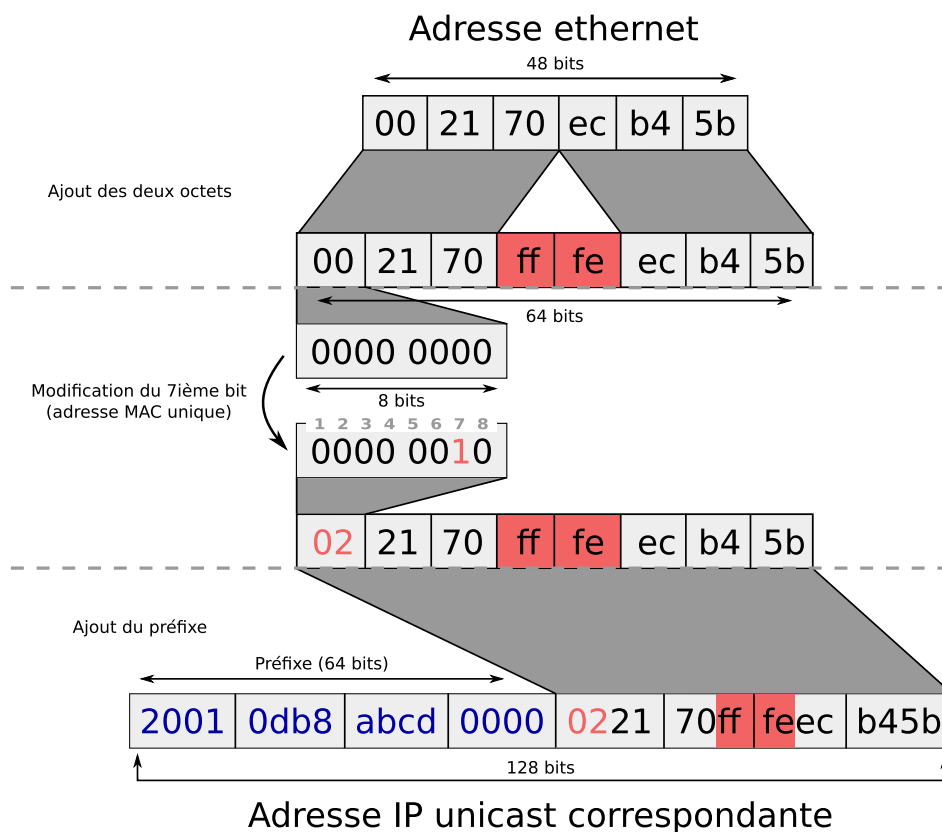 Adresse ethernet
48 bits
00 21 70 ec b4 5b
Ajout des deux octets
00 21 70 ff fe ec b4 5b
64 bits
0000 0000
Modification du 7ième bit
(adresse MAC unique)
8 bits
1 2 3 4 5 6 7 8
0000 0010
02 21 70 ff fe ec b4 5b
Ajout du préfixe
Préfixe (64 bits)
2001 0db8 abcd 0000 0221 70ff feec b45b
128 bits
Adresse IP unicast correspondante